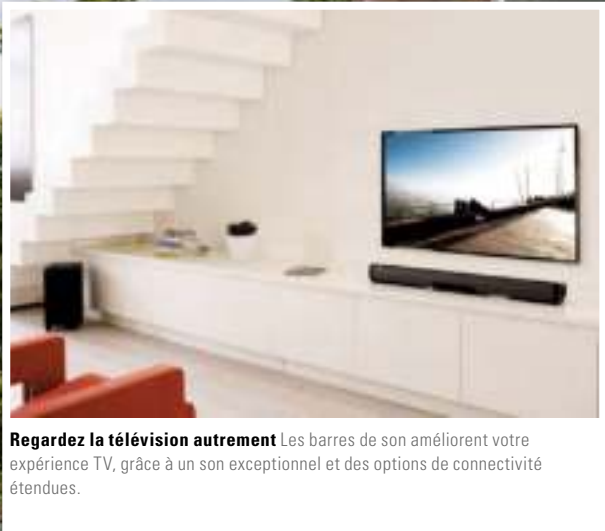 Regardez la télévision autrement Les barres de son améliorent votre
expérience TV, grâce à un son exceptionnel et des options de connectivité
étendues.